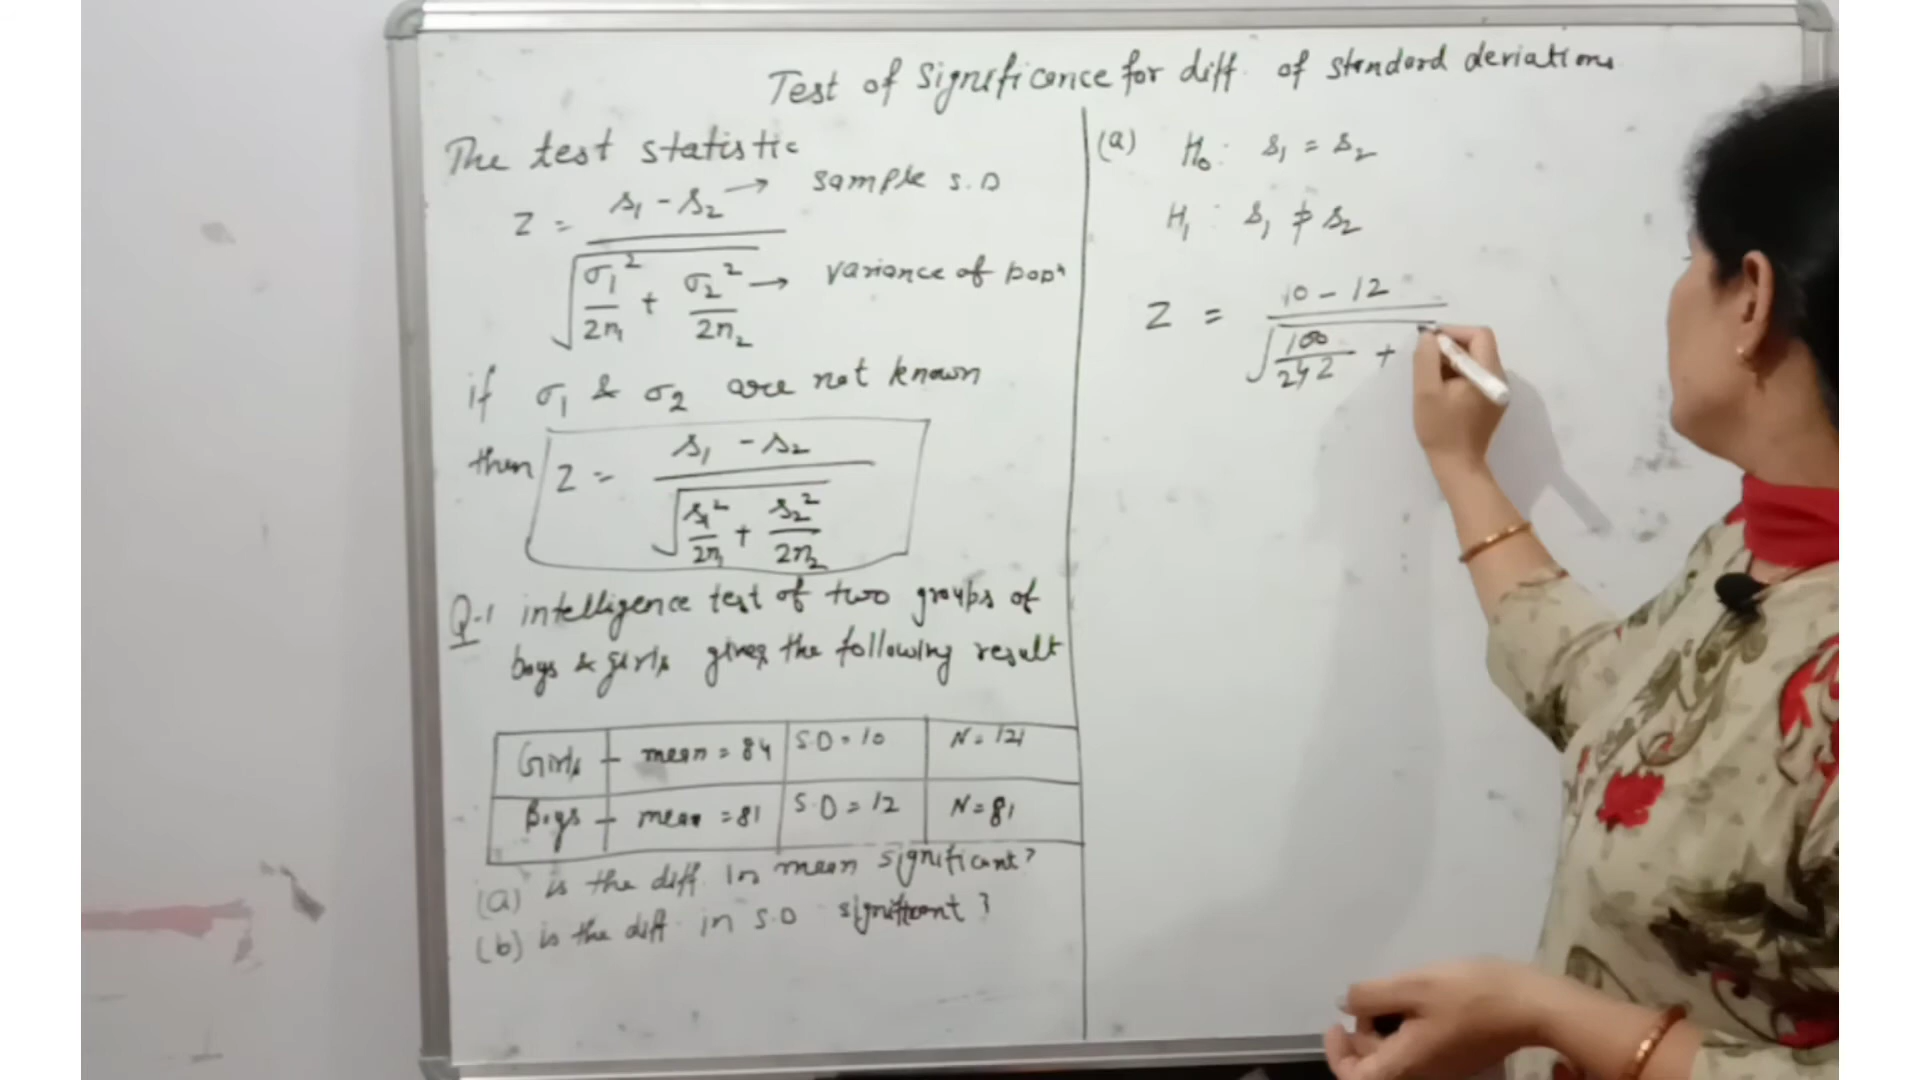 Test of Significance for diff. of standard deviations
The test statistic
Z = s₁ - s₂ / √(σ₁²/2n₁ + σ₂²/2n₂)
→ sample S.D
→ variance of popⁿ
if σ₁ & σ₂ are not known
then Z = s₁ - s₂ / √(s₁²/2n₁ + s₂²/2n₂)
Q-1 intelligence test of two groups of
boys & girls gives the following result
Girls - mean = 84 S.D = 10 N = 121
Boys - mean = 81 S.D = 12 N = 81
(a) is the diff. in mean significant?
(b) is the diff. in S.D significant?
(a) H₀: s₁ = s₂
H₁: s₁ ≠ s₂
Z = 10 - 12 / √(100/242 +